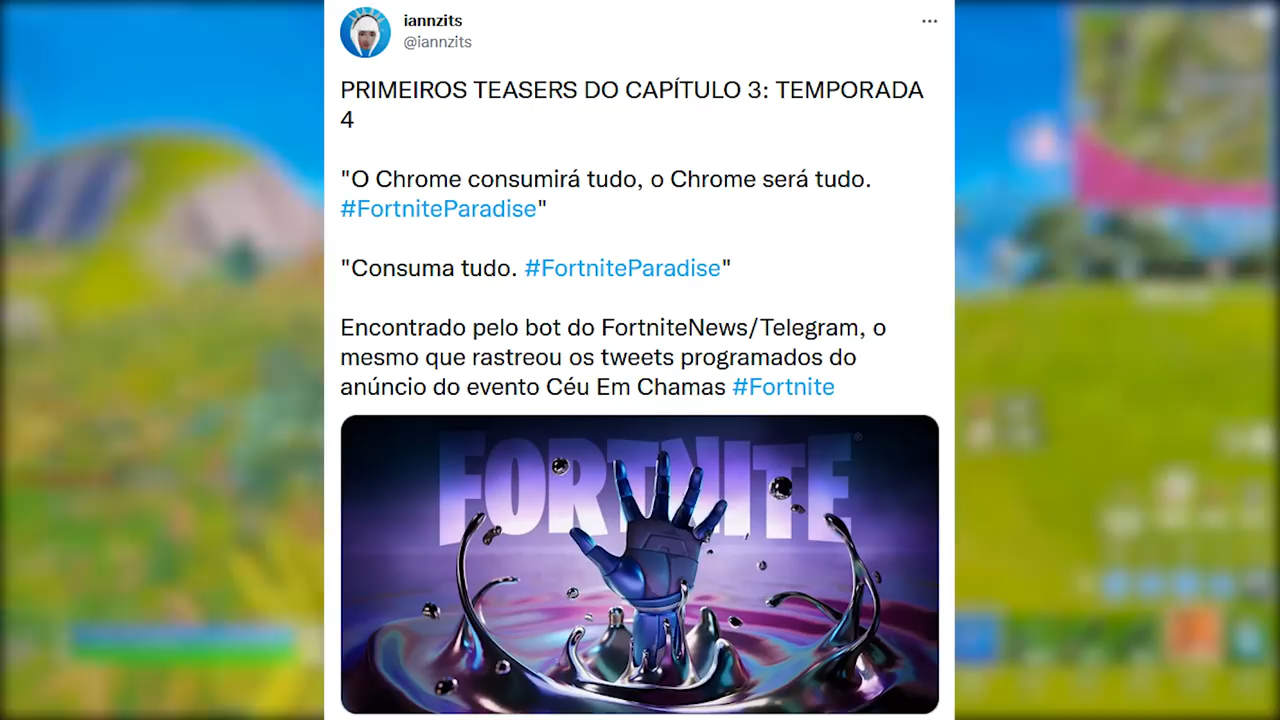 iannzits
@iannzits
PRIMEIROS TEASERS DO CAPÍTULO 3: TEMPORADA
4
"O Chrome consumirá tudo, o Chrome será tudo.
#FortniteParadise"
"Consuma tudo. #FortniteParadise"
Encontrado pelo bot do FortniteNews/Telegram, o
mesmo que rastreou os tweets programados do
anúncio do evento Céu Em Chamas #Fortnite
FORTNITE